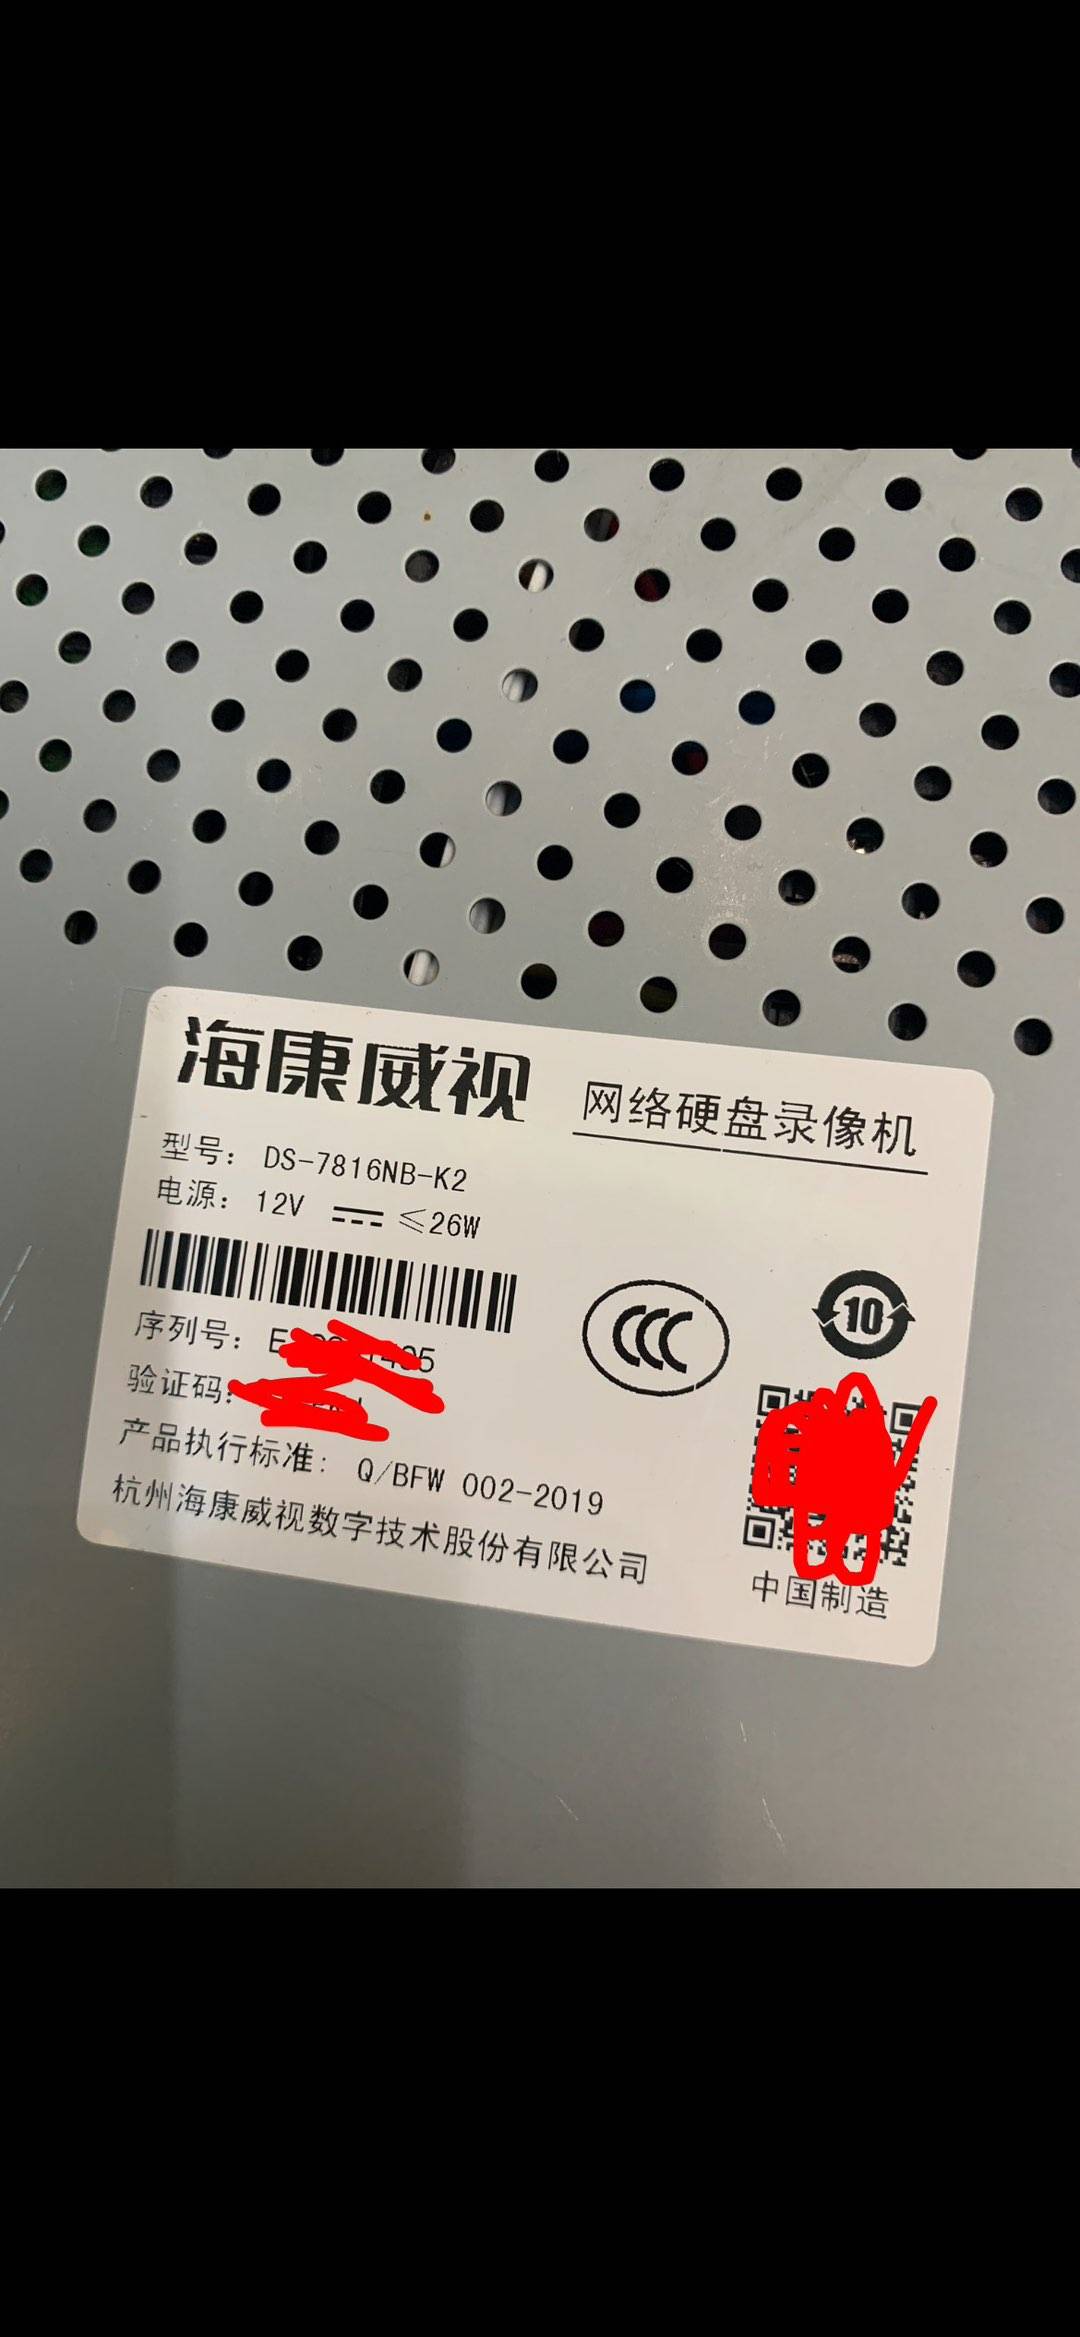 海康威视 网络硬盘录像机
型号: DS-7816NB-K2
电源: 12V ≤26W
序列号:
验证码:
产品执行标准: Q/BFW 002-2019
杭州海康威视数字技术股份有限公司
CCC
10
中国制造